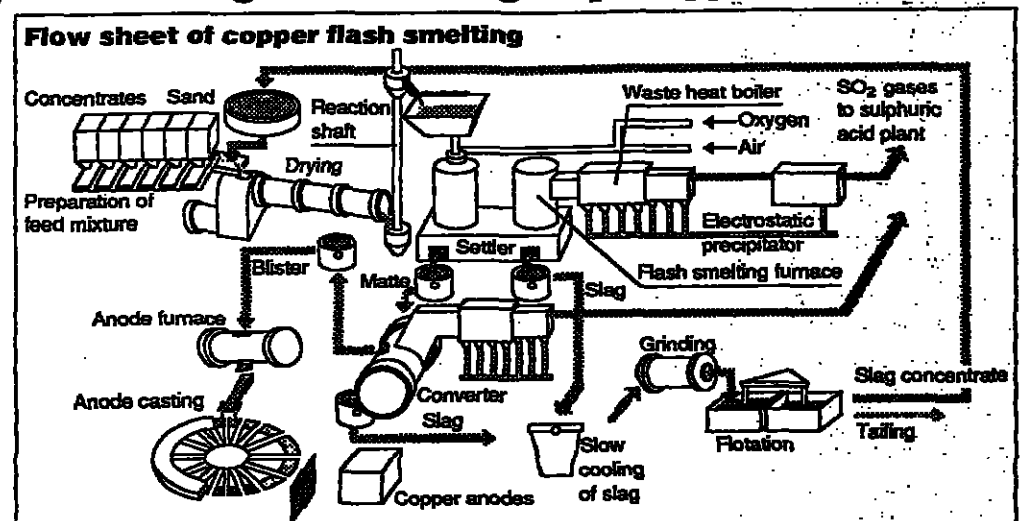 Flow sheet of copper flash smelting
Concentrates Sand
Reaction
shaft
Waste heat boiler
Oxygen
Air
SO₂ gases
to sulphuric
acid plant
Drying
Preparation of
feed mixture
Settler
Electrostatic
precipitator
Flash smelting furnace
Blister
Matte
Slag
Anode furnace
Grinding
Anode casting
Converter
Slag
Slag concentrate
Tailing
Flotation
Slow
cooling
of slag
Copper anodes